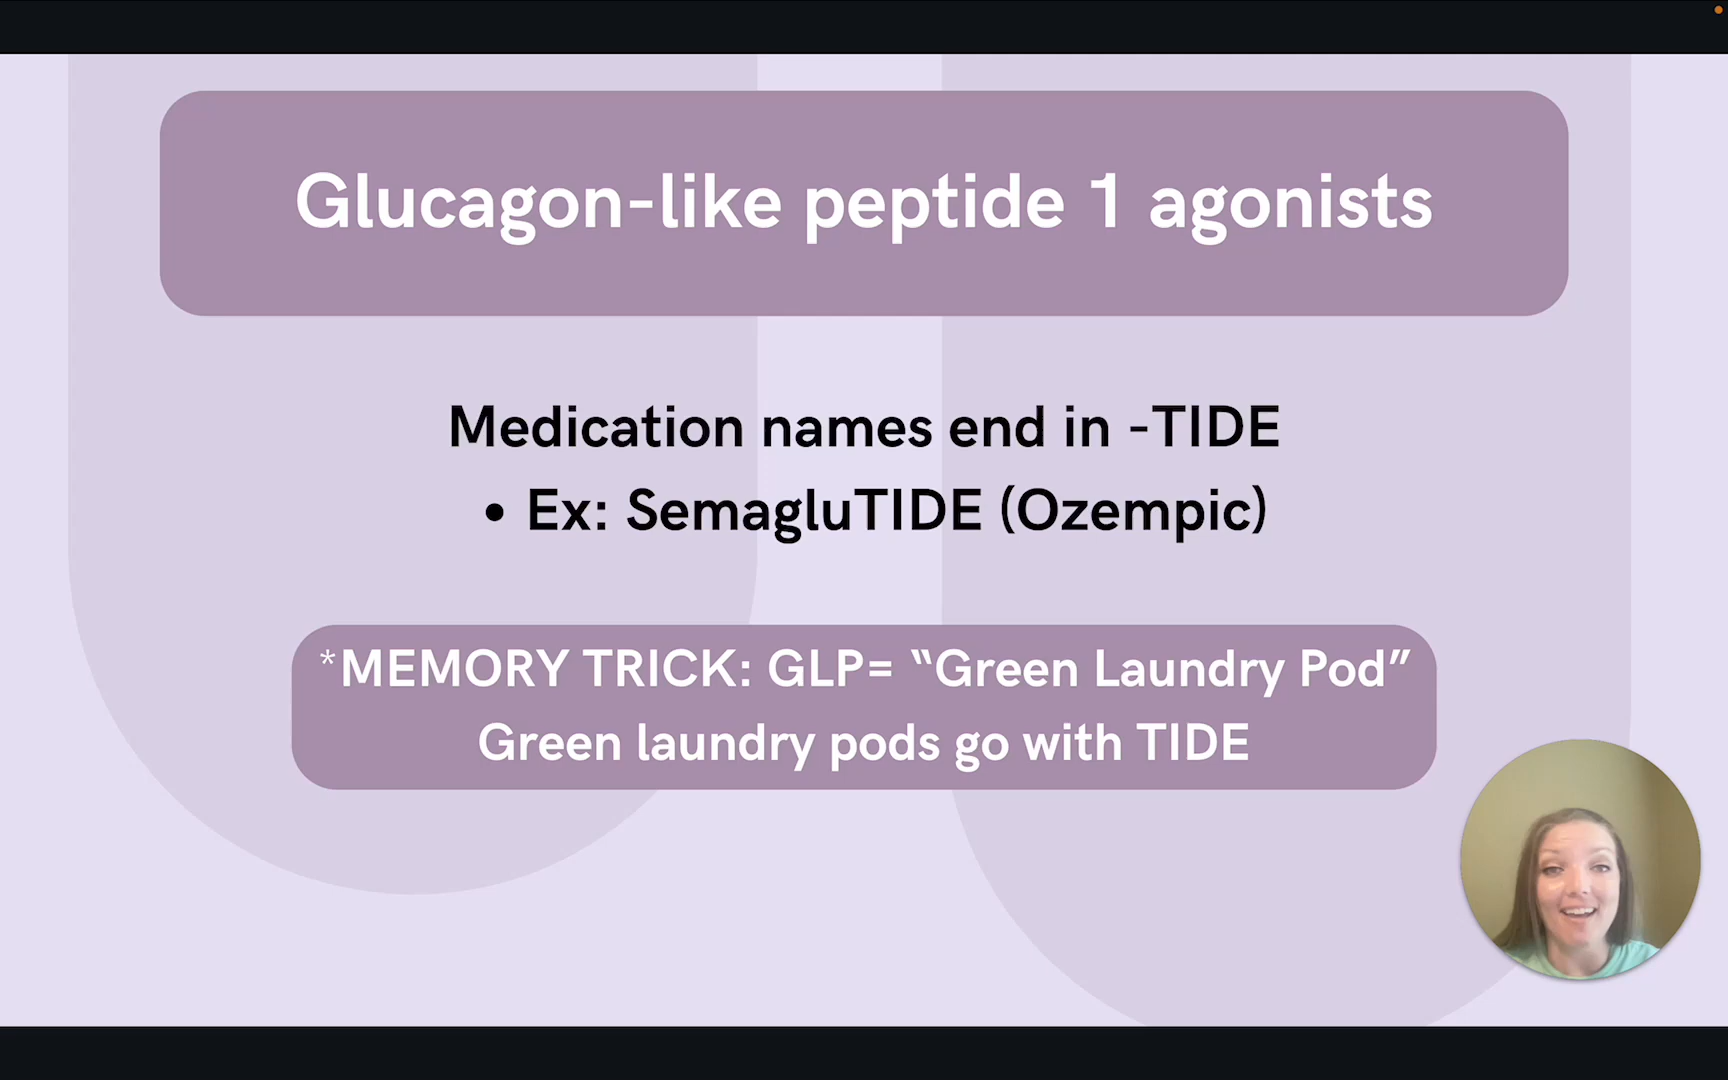 Glucagon-like peptide 1 agonists
Medication names end in -TIDE
• Ex: SemagluTIDE (Ozempic)
*MEMORY TRICK: GLP= “Green Laundry Pod”
Green laundry pods go with TIDE